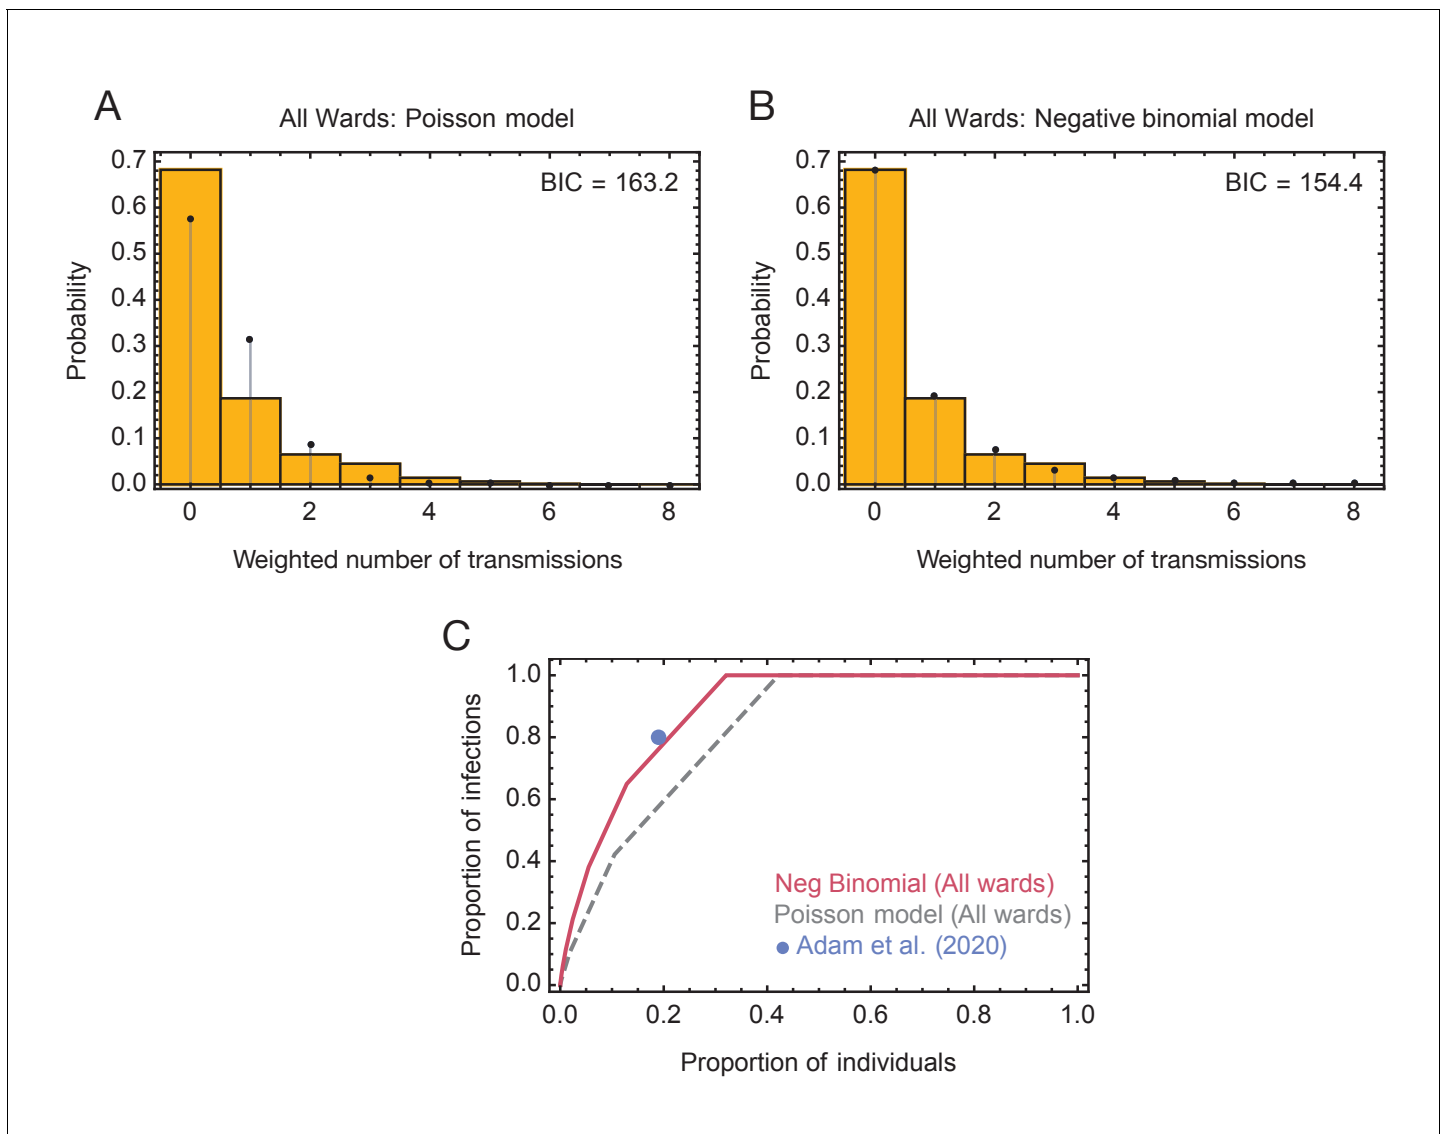 A
All Wards: Poisson model
BIC = 163.2
0.7
0.6
0.5
0.4
0.3
0.2
0.1
0.0
Probability
0 2 4 6 8
Weighted number of transmissions
B
All Wards: Negative binomial model
BIC = 154.4
0.7
0.6
0.5
0.4
0.3
0.2
0.1
0.0
Probability
0 2 4 6 8
Weighted number of transmissions
C
1.0
0.8
0.6
0.4
0.2
0.0
Proportion of infections
Neg Binomial (All wards)
Poisson model (All wards)
Adam et al. (2020)
0.0 0.2 0.4 0.6 0.8 1.0
Proportion of individuals